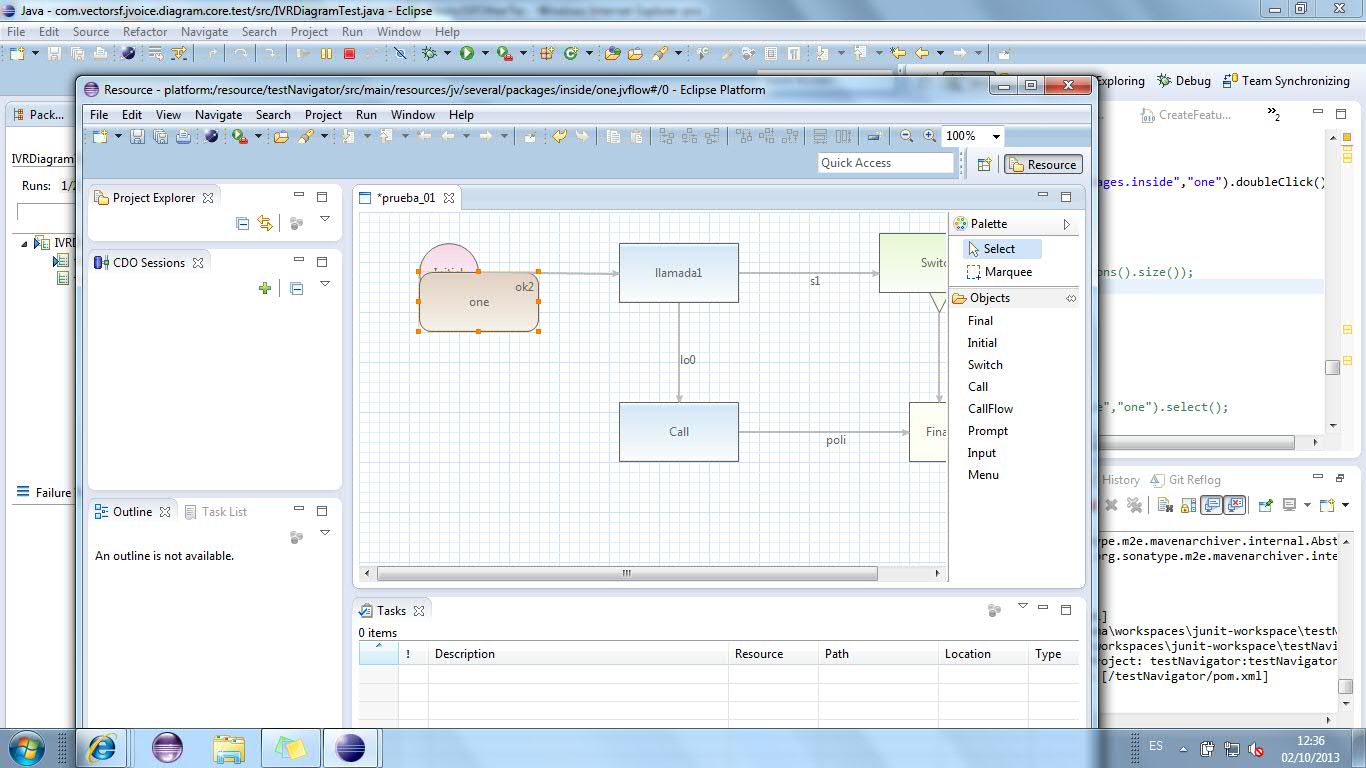 Java - com.vectorsf.jvoice.diagram.core.test/src/IVRDiagramTest.java - Eclipse
File Edit Source Refactor Navigate Search Project Run Window Help
Exploring Debug Team Synchronizing
Resource - platform:/resource/testNavigator/src/main/resources/jv/several/packages/inside/one.jvflow#/0 - Eclipse Platform
File Edit View Navigate Search Project Run Window Help
100%
Quick Access
Resource
Pack...
IVRDiagram
Runs: 1/2
IVRD
Failure
Project Explorer
CDO Sessions
Outline Task List
An outline is not available.
*prueba_01
ok2
one
llamada1
s1
lo0
Call
poli
Palette
Select
Marquee
Objects
Final
Initial
Switch
Call
CallFlow
Prompt
Input
Menu
Tasks
0 items
! Description Resource Path Location Type
CreateFeatu...
»2
ages.inside","one").doubleClick()
ons().size());
e","one").select();
History Git Reflog
ype.m2e.mavenarchiver.internal.Abst
org.sonatype.m2e.mavenarchiver.inte
]
na\workspaces\junit-workspace\testN
workspaces\junit-workspace\testNavi
roject: testNavigator:testNavigator
[/testNavigator/pom.xml]
ES
12:36
02/10/2013